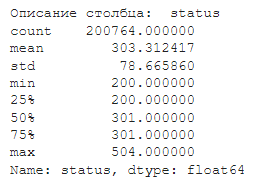 Описание столбца:  status
count    200764.000000
mean        303.312417
std          78.665860
min         200.000000
25%         200.000000
50%         301.000000
75%         301.000000
max         504.000000
Name: status, dtype: float64